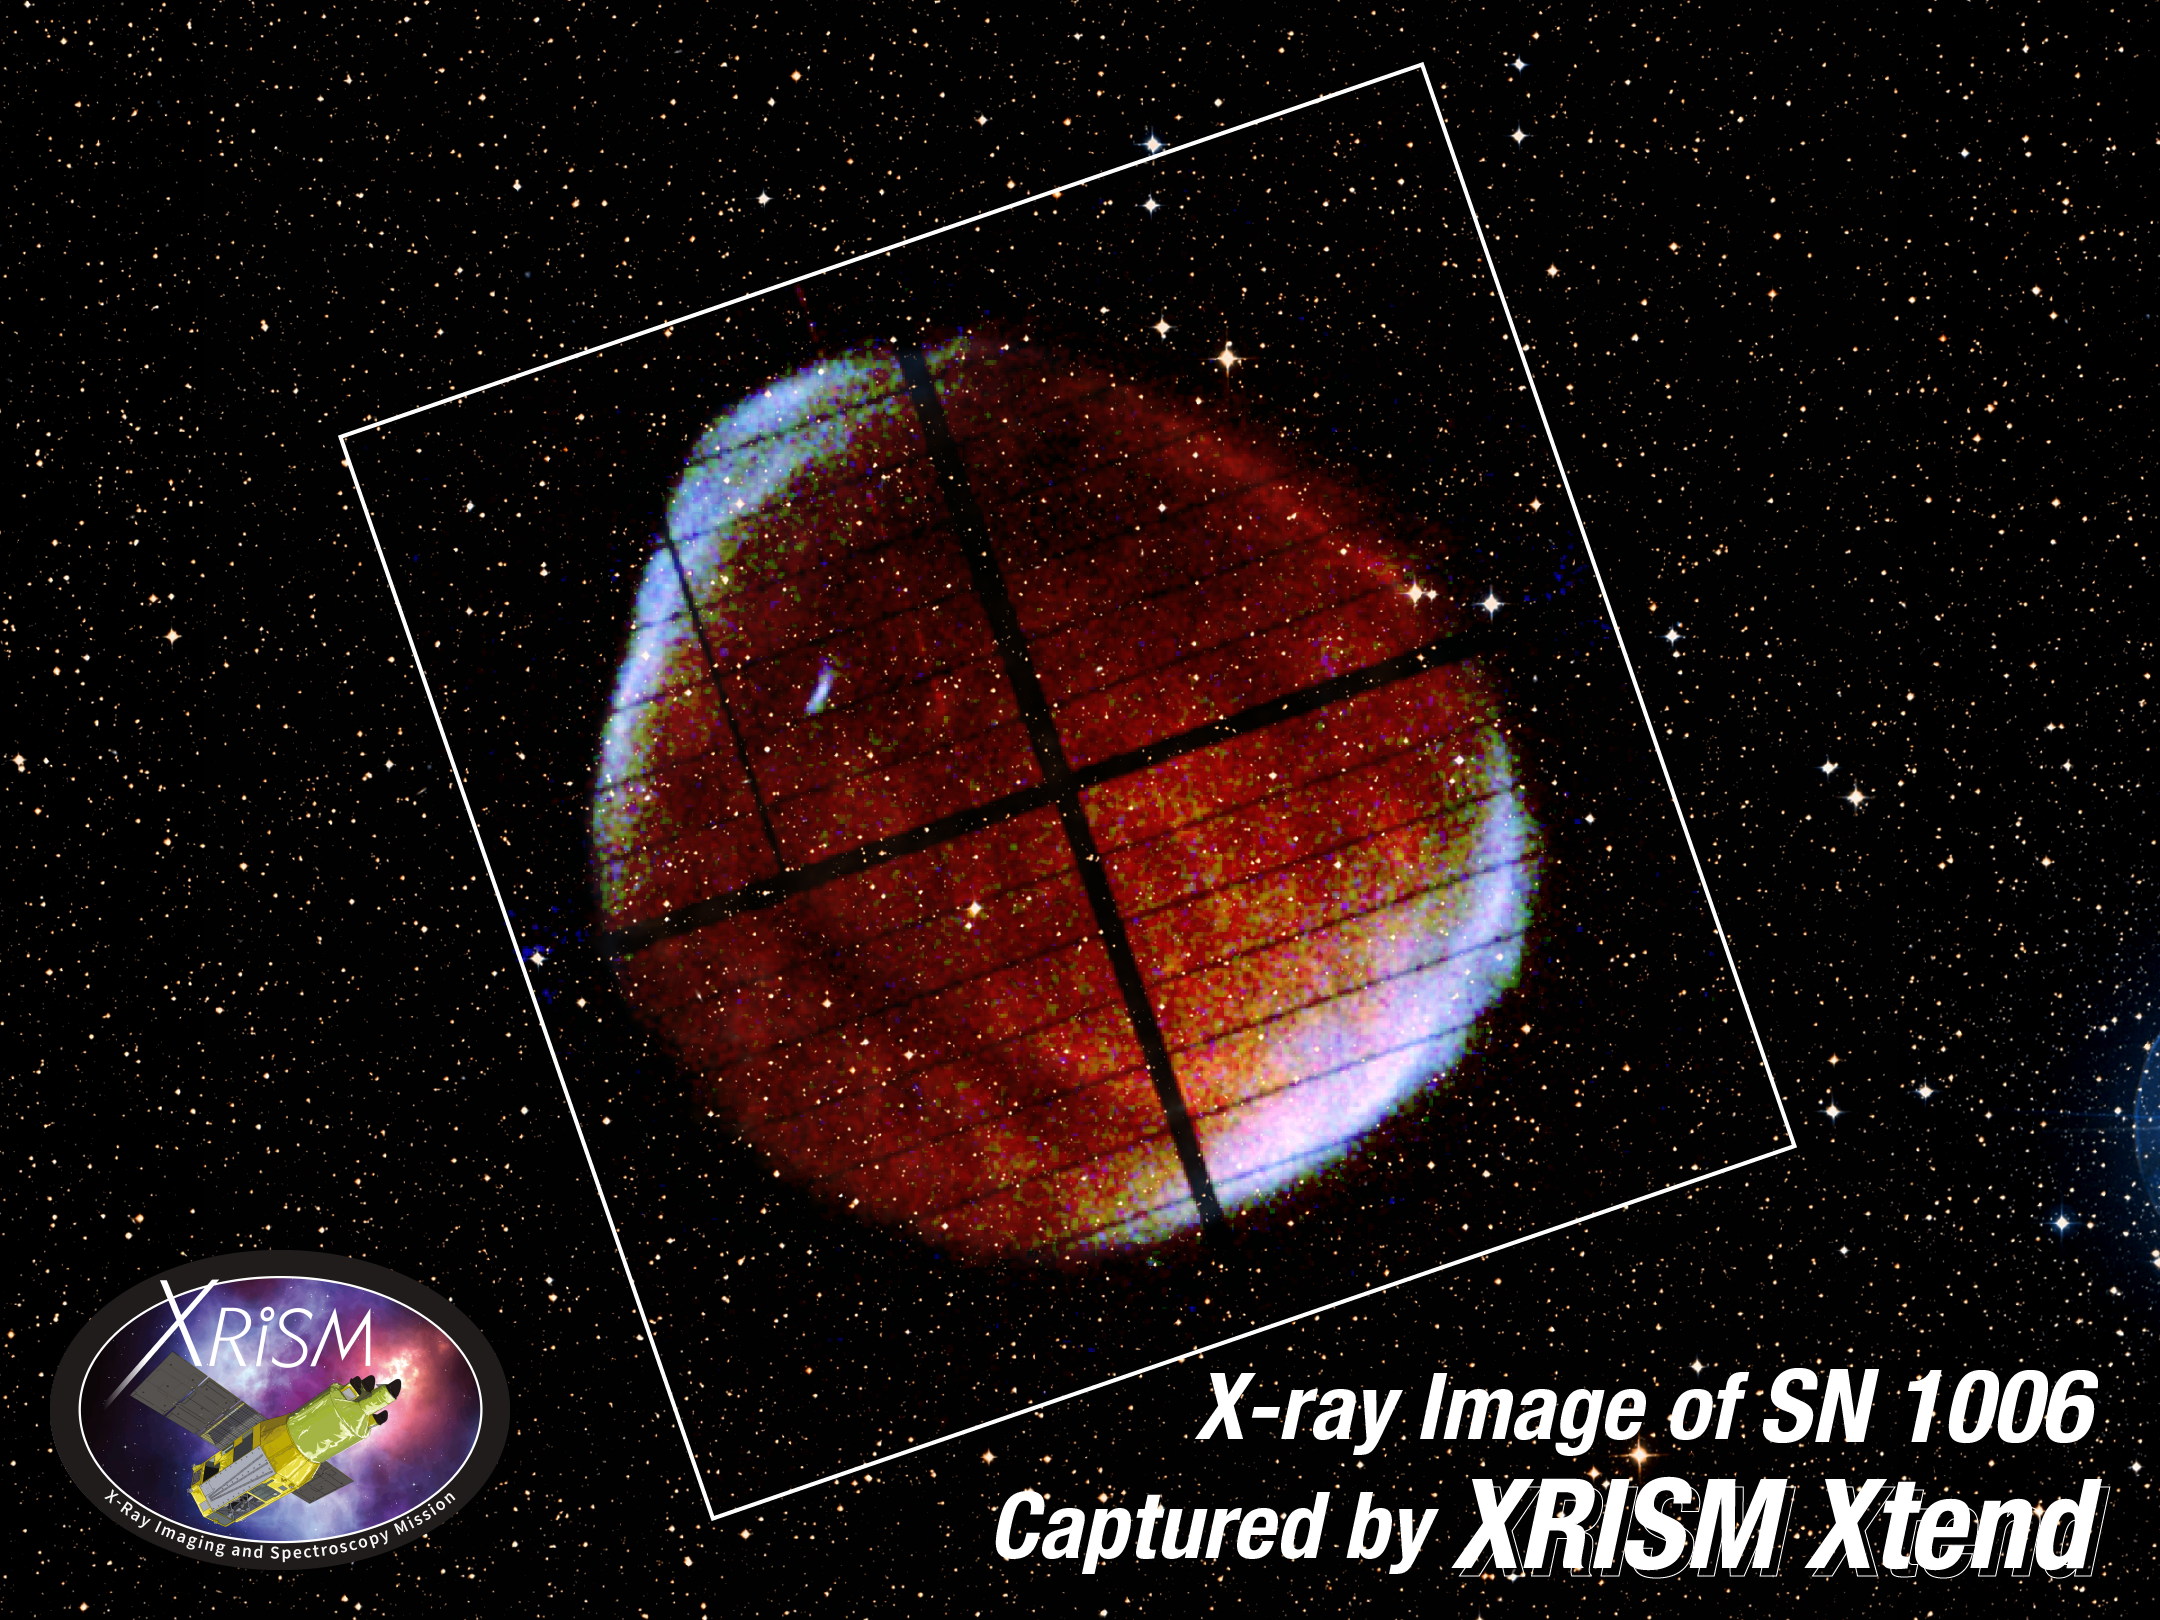 XRiSM
X-Ray Imaging and Spectroscopy Mission
X-ray Image of SN 1006
Captured by XRISM Xtend